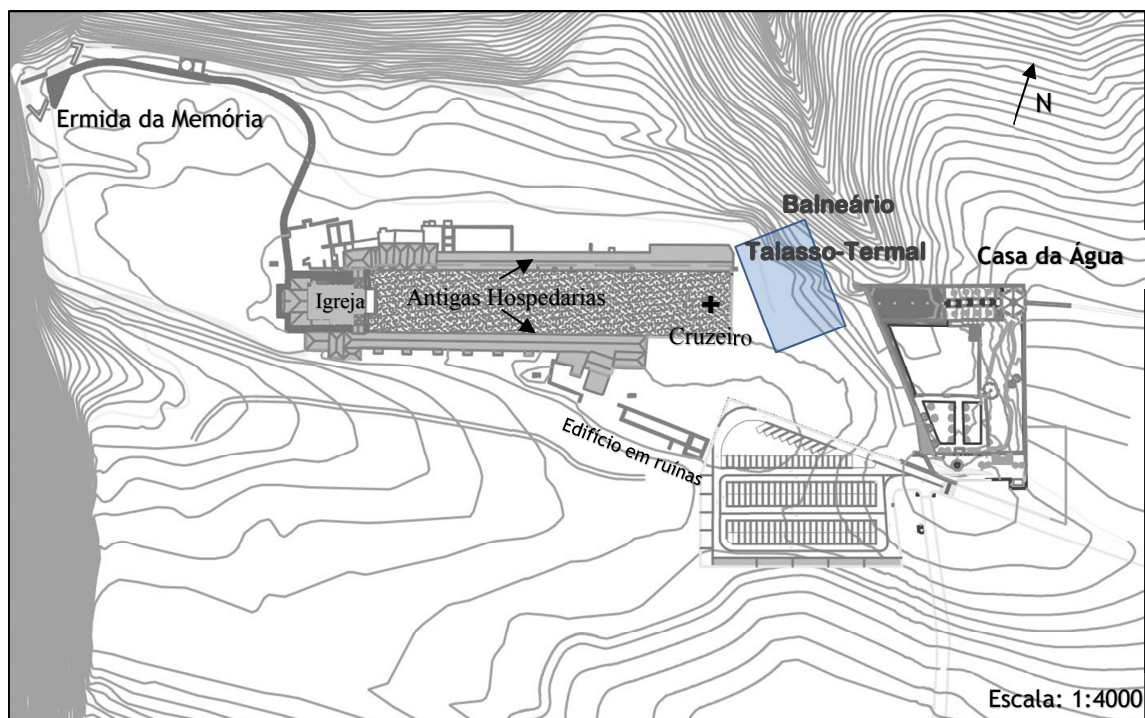 N
Ermida da Memória
Balneário
Talasso-Termal
Casa da Água
Igreja
Antigas Hospedarias
Cruzeiro
Edifício em ruínas
Escala: 1:4000